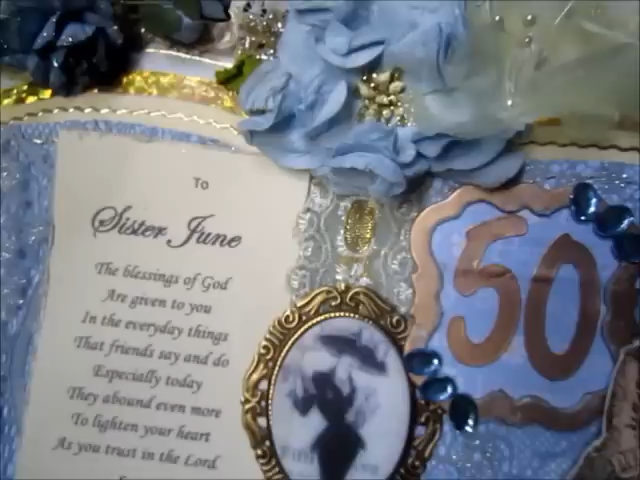 To
Sister June
The blessings of God
Are given to you
In the everyday things
That friends say and do
Especially today
They abound even more
To lighten your heart
As you trust in the Lord
50